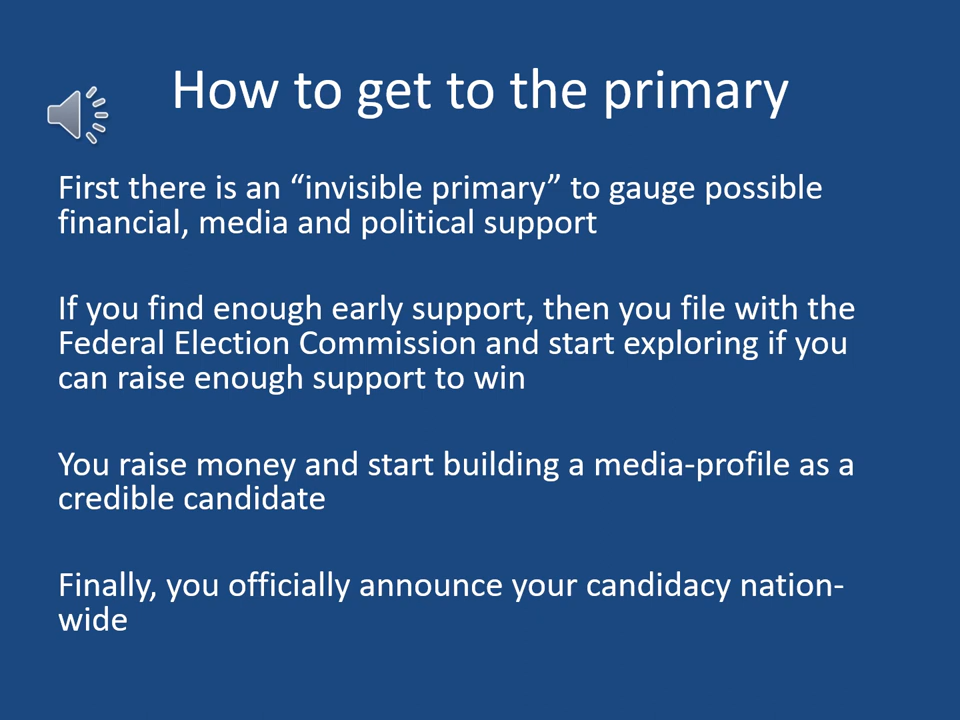 How to get to the primary
First there is an “invisible primary” to gauge possible
financial, media and political support
If you find enough early support, then you file with the
Federal Election Commission and start exploring if you
can raise enough support to win
You raise money and start building a media-profile as a
credible candidate
Finally, you officially announce your candidacy nation-
wide